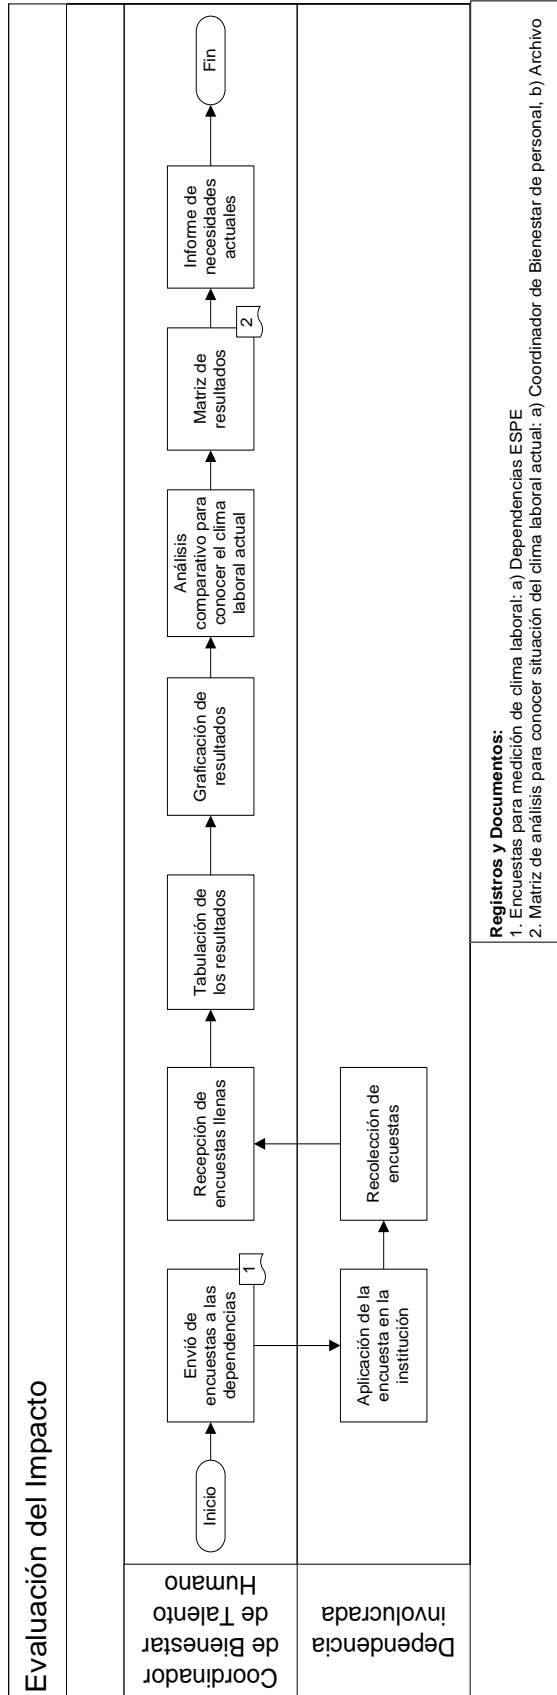 Evaluación del Impacto
Coordinador
de Bienestar
de Talento
Humano
Inicio
Envió de
encuestas a las
dependencias
1
Recepción de
encuestas llenas
Tabulación de
los resultados
Graficación de
resultados
Análisis
comparativo para
conocer el clima
laboral actual
Matriz de
resultados
2
Informe de
necesidades
actuales
Fin
Dependencia
involucrada
Aplicación de la
encuesta en la
institución
Recolección de
encuestas
Registros y Documentos:
1. Encuestas para medición de clima laboral: a) Dependencias ESPE
2. Matriz de análisis para conocer situación del clima laboral actual: a) Coordinador de Bienestar de personal, b) Archivo